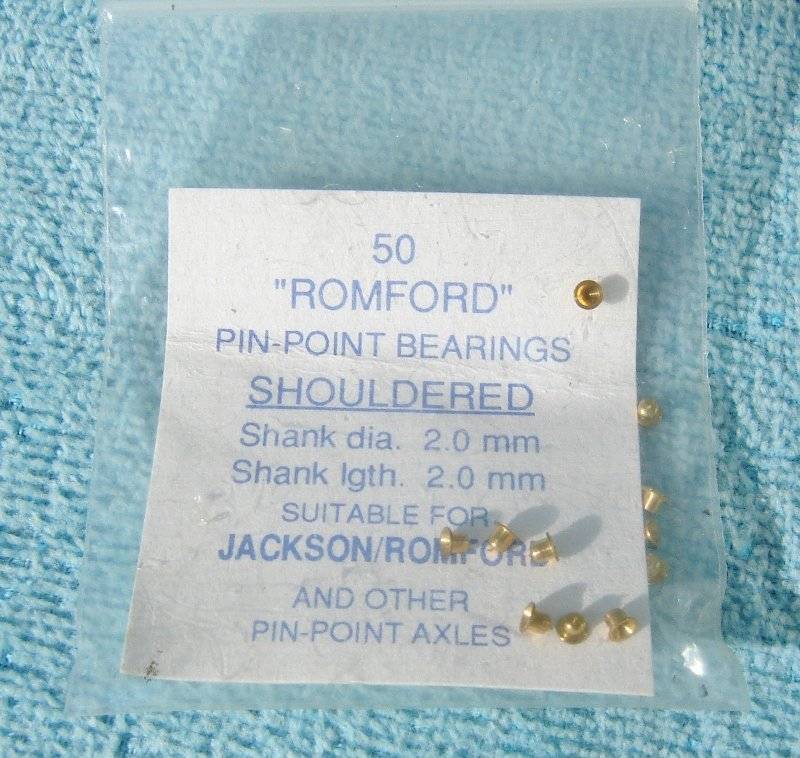 50
"ROMFORD"
PIN-POINT BEARINGS
SHOULDERED
Shank dia. 2.0 mm
Shank lgth. 2.0 mm
SUITABLE FOR
JACKSON/ROMFORD
AND OTHER
PIN-POINT AXLES